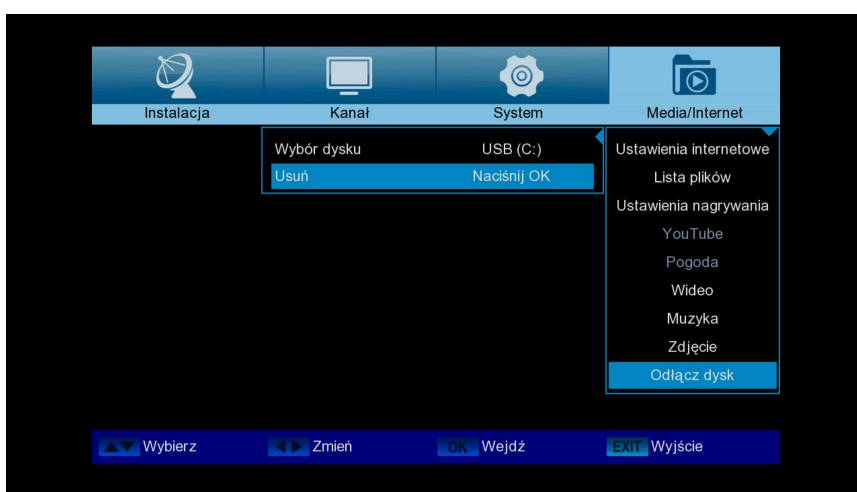 Instalacja Kanał System Media/Internet
Wybór dysku USB (C:)
Usuń Naciśnij OK
Ustawienia internetowe
Lista plików
Ustawienia nagrywania
YouTube
Pogoda
Wideo
Muzyka
Zdjęcie
Odłącz dysk
Wybierz Zmień OK Wejdź EXIT Wyjście